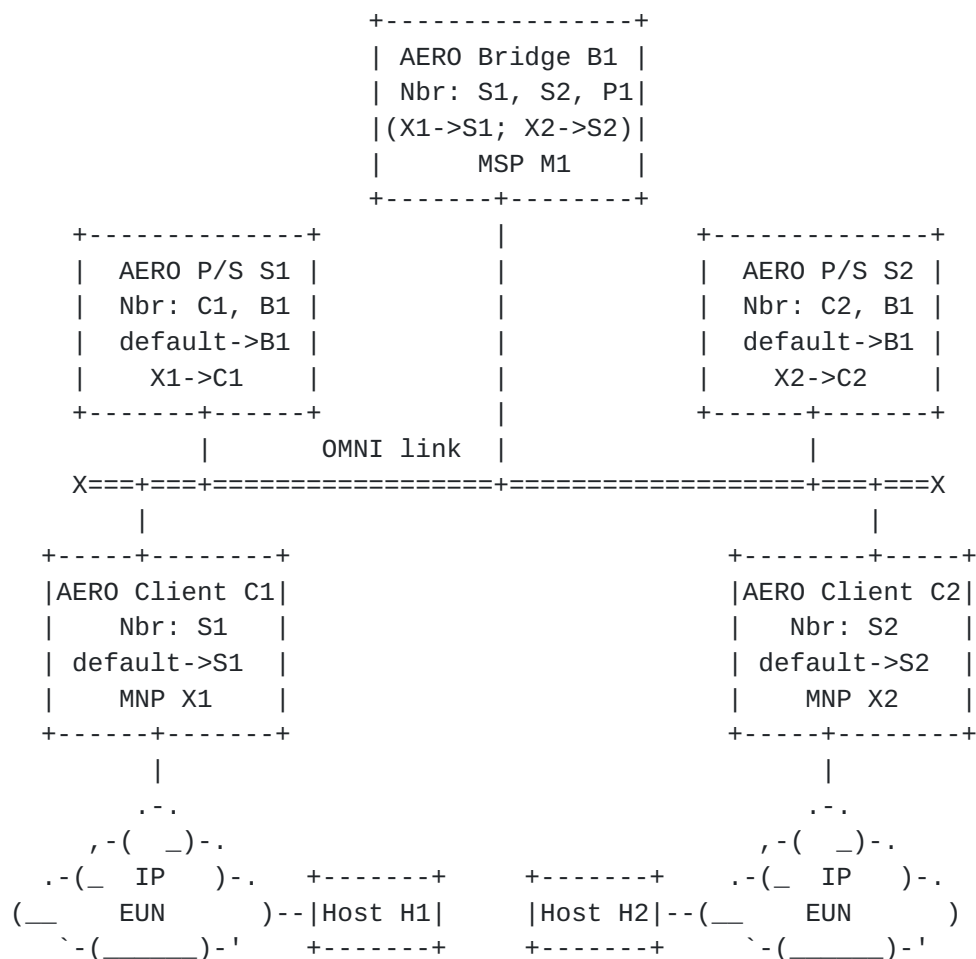 AERO Bridge B1
Nbr: S1, S2, P1
(X1->S1; X2->S2)
MSP M1
AERO P/S S1
Nbr: C1, B1
default->B1
X1->C1
AERO P/S S2
Nbr: C2, B1
default->B1
X2->C2
OMNI link
X
X
AERO Client C1
Nbr: S1
default->S1
MNP X1
AERO Client C2
Nbr: S2
default->S2
MNP X2
IP
EUN
Host H1
Host H2
IP
EUN